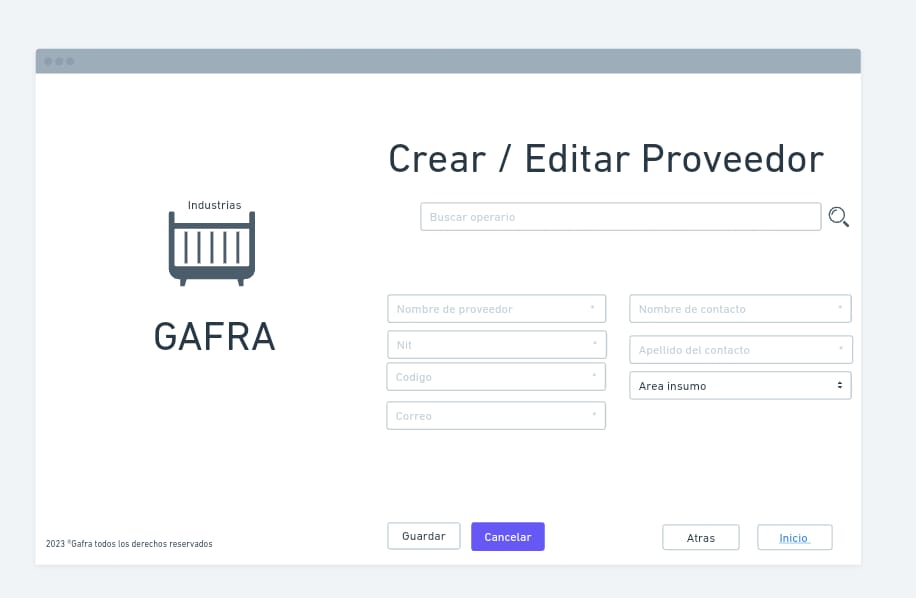 Crear / Editar Proveedor
Industrias
GAFRA
Buscar operario
Nombre de proveedor *
Nombre de contacto *
Nit *
Apellido del contacto *
Codigo *
Area insumo
Correo *
Guardar
Cancelar
Atras
Inicio
2023 ®Gafra todos los derechos reservados